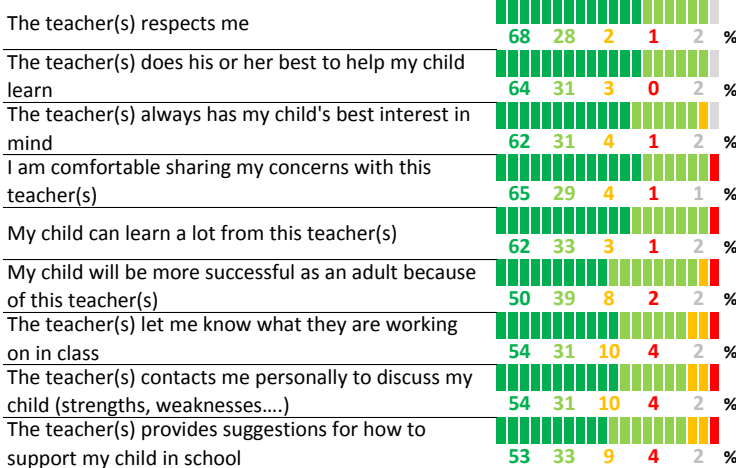 The teacher(s) respects me
68 28 2 1 2 %
The teacher(s) does his or her best to help my child
learn
64 31 3 0 2 %
The teacher(s) always has my child's best interest in
mind
62 31 4 1 2 %
I am comfortable sharing my concerns with this
teacher(s)
65 29 4 1 1 %
My child can learn a lot from this teacher(s)
62 33 3 1 2 %
My child will be more successful as an adult because
of this teacher(s)
50 39 8 2 2 %
The teacher(s) let me know what they are working
on in class
54 31 10 4 2 %
The teacher(s) contacts me personally to discuss my
child (strengths, weaknesses....)
54 31 10 4 2 %
The teacher(s) provides suggestions for how to
support my child in school
53 33 9 4 2 %